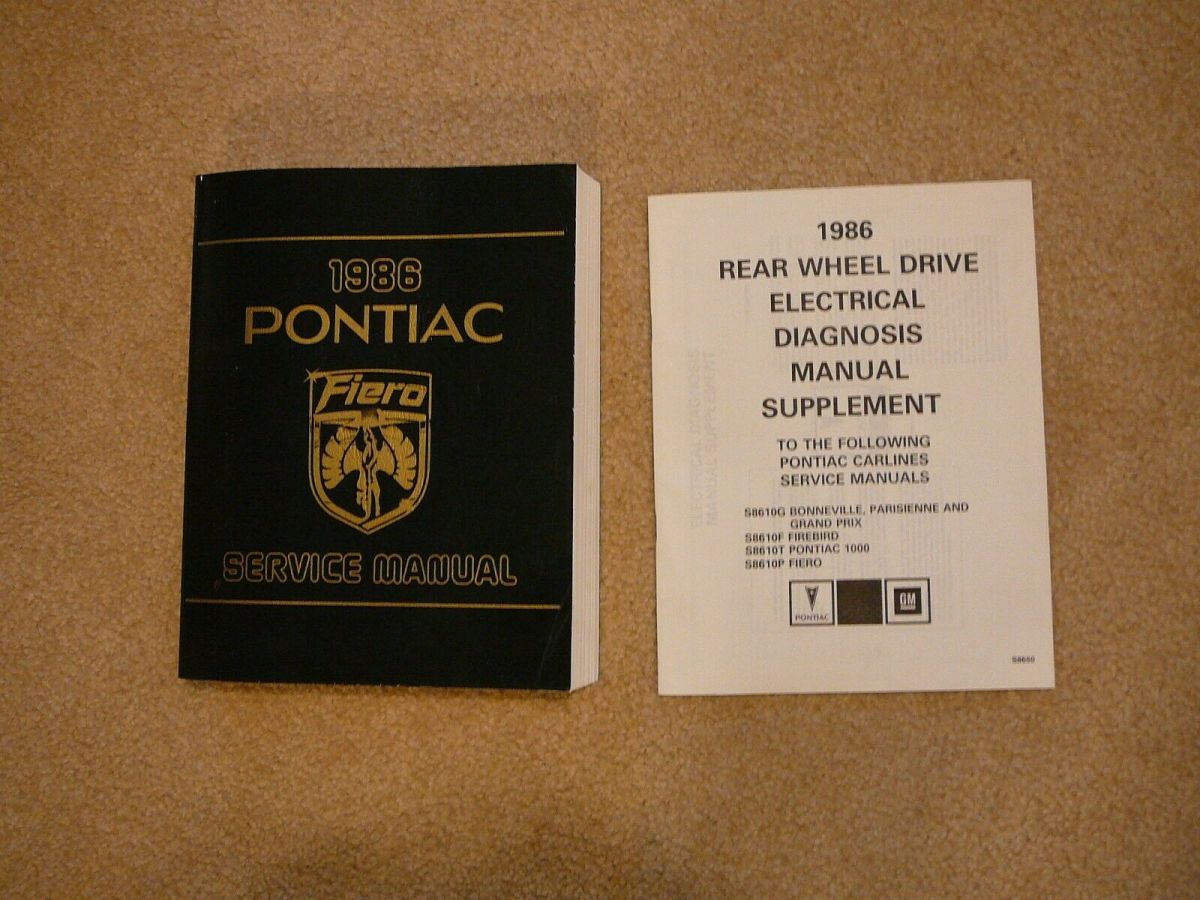 1986
PONTIAC
Fiero
SERVICE MANUAL
1986
REAR WHEEL DRIVE
ELECTRICAL
DIAGNOSIS
MANUAL
SUPPLEMENT
TO THE FOLLOWING
PONTIAC CARLINES
SERVICE MANUALS
S8610G BONNEVILLE, PARISIENNE AND
GRAND PRIX
S8610F FIREBIRD
S8610T PONTIAC 1000
S8610P FIERO
PONTIAC
GM